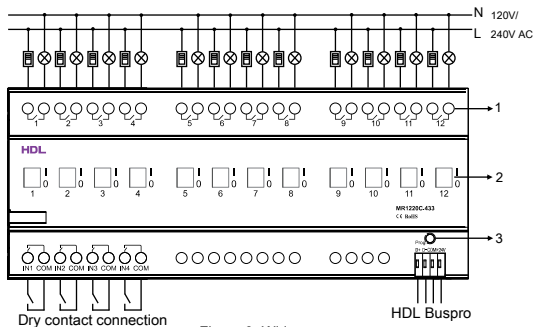 N 120V/
L 240V AC
1 2 3 4 5 6 7 8 9 10 11 12
1
HDL
I I I I I I I I I I I I
0 0 0 0 0 0 0 0 0 0 0 0
2
1 2 3 4 5 6 7 8 9 10 11 12
MR1220C-433
CE RoHS
Prog
3
D+ D- COM +24V
IN1 COM IN2 COM IN3 COM IN4 COM
Dry contact connection
HDL Buspro